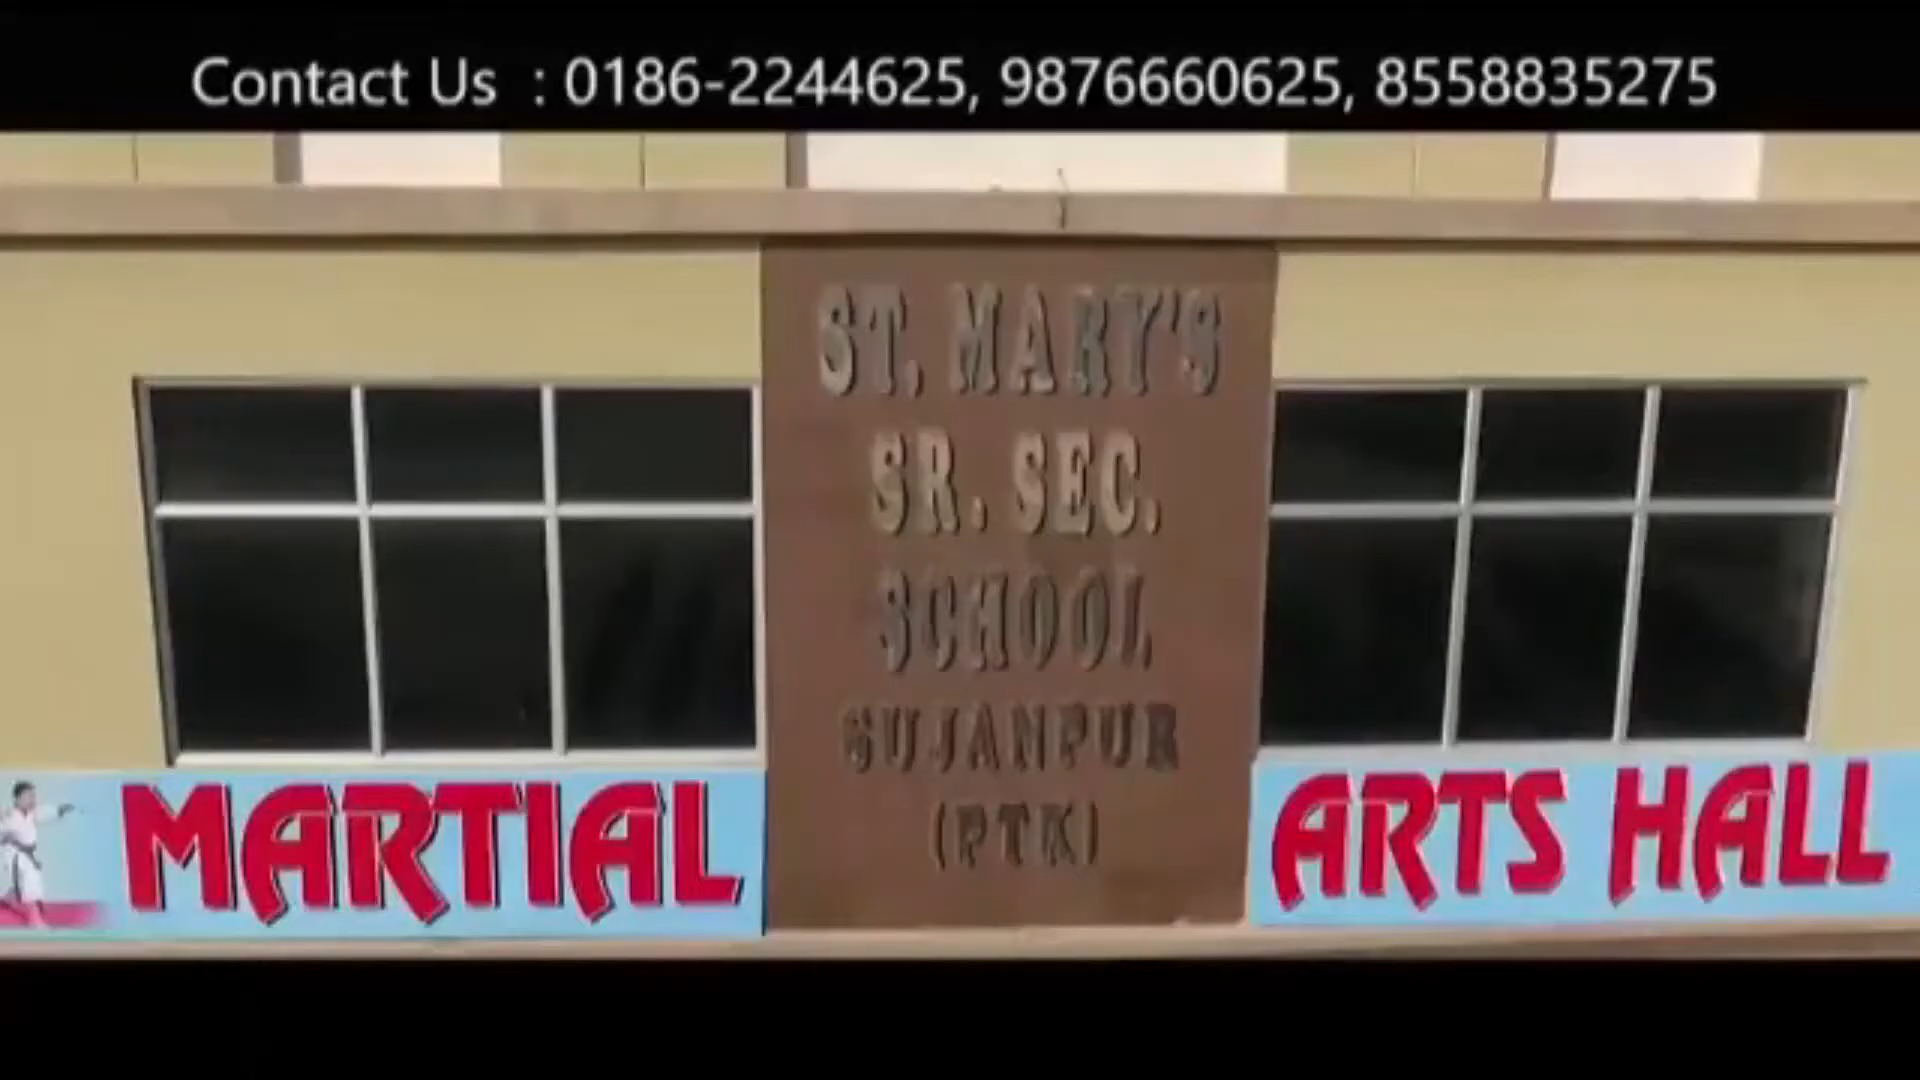 Contact Us : 0186-2244625, 9876660625, 8558835275
ST. MARY'S
SR. SEC.
SCHOOL
SUJANPUR
(PTK)
MARTIAL ARTS HALL